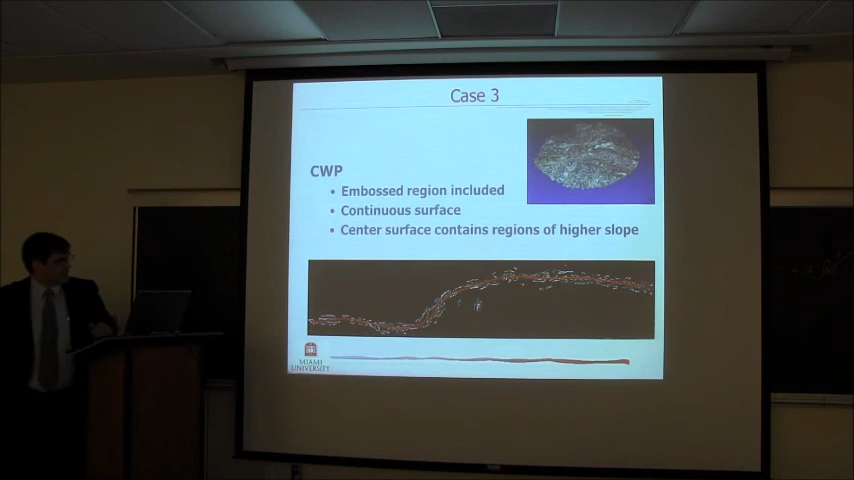 Case 3
CWP
• Embossed region included
• Continuous surface
• Center surface contains regions of higher slope
MIAMI
UNIVERSITY